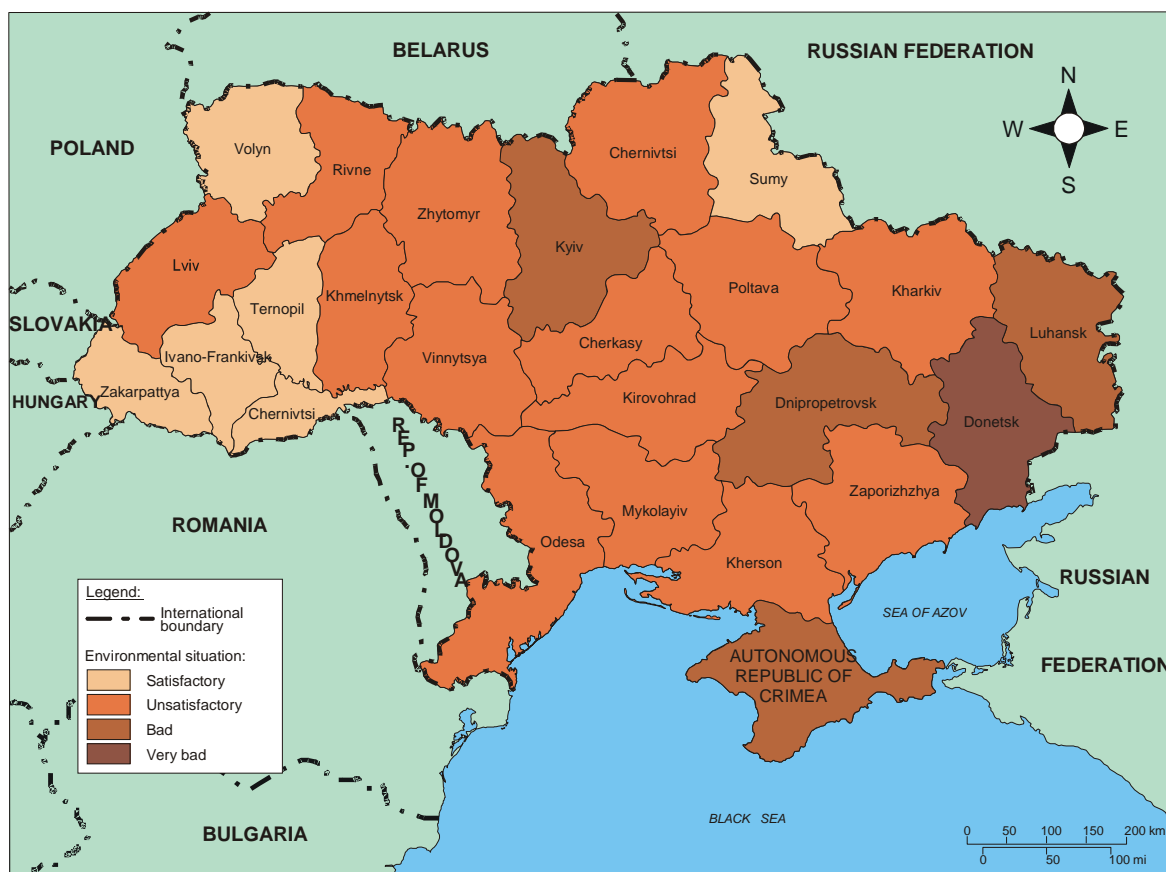 BELARUS
RUSSIAN FEDERATION
N
W E
S
POLAND
Volyn
Rivne
Chernivtsi
Sumy
Zhytomyr
Kyiv
Lviv
Ternopil
Khmelnytsk
Poltava
Kharkiv
SLOVAKIA
Luhansk
Ivano-Frankivsk
Vinnytsya
Cherkasy
Zakarpattya
HUNGARY
Chernivtsi
Kirovohrad
Dnipropetrovsk
Donetsk
REP. OF MOLDOVA
Zaporizhzhya
ROMANIA
Mykolayiv
Odesa
Kherson
RUSSIAN
FEDERATION
SEA OF AZOV
AUTONOMOUS
REPUBLIC OF
CRIMEA
Legend:
International
boundary
Environmental situation:
Satisfactory
Unsatisfactory
Bad
Very bad
BULGARIA
BLACK SEA
0 50 100 150 200 km
0 50 100 mi